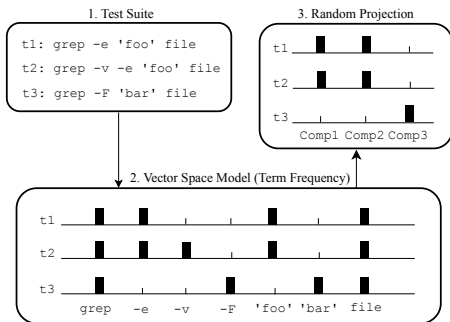 1. Test Suite
t1: grep -e 'foo' file
t2: grep -v -e 'foo' file
t3: grep -F 'bar' file
3. Random Projection
t1
t2
t3
Comp1 Comp2 Comp3
2. Vector Space Model (Term Frequency)
t1
t2
t3
grep -e -v -F 'foo' 'bar' file